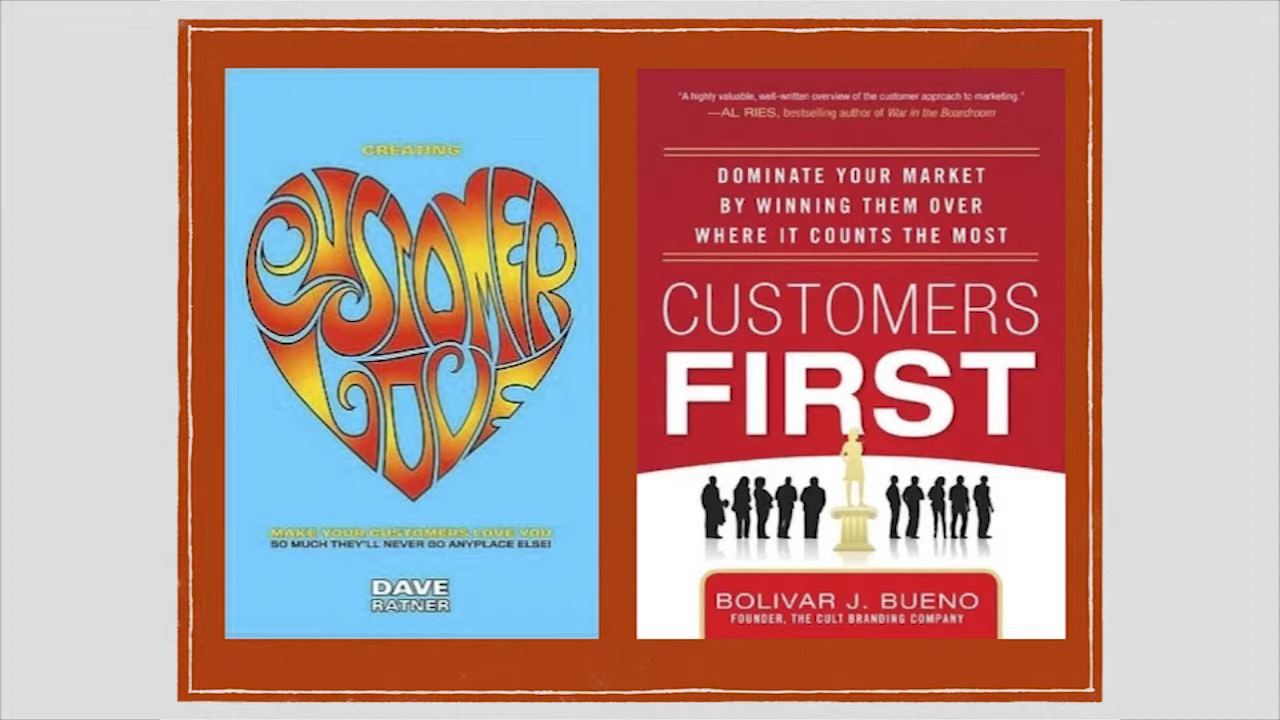 CREATING
CUSTOMER
LOVE
MAKE YOUR CUSTOMERS LOVE YOU
SO MUCH THEY'LL NEVER GO ANYPLACE ELSE!
DAVE
RATNER
"A highly valuable, well-written overview of the customer approach to marketing."
—AL RIES, bestselling author of War in the Boardroom
DOMINATE YOUR MARKET
BY WINNING THEM OVER
WHERE IT COUNTS THE MOST
CUSTOMERS
FIRST
BOLIVAR J. BUENO
FOUNDER, THE CULT BRANDING COMPANY